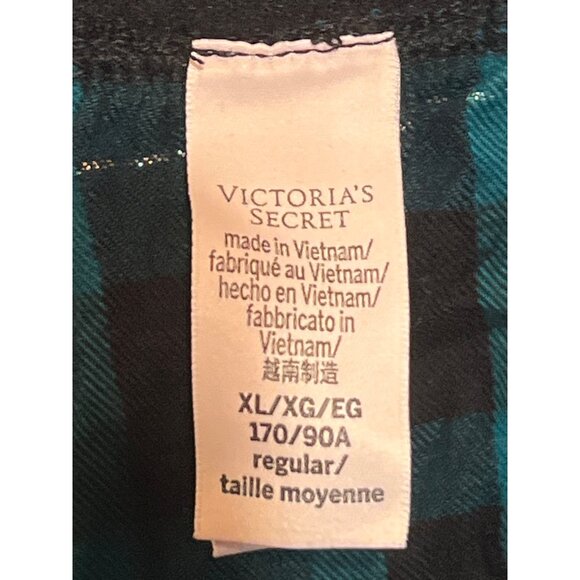 VICTORIA'S
SECRET
made in Vietnam/
fabriqué au Vietnam/
hecho en Vietnam/
fabbricato in
Vietnam/
越南制造
XL/XG/EG
170/90A
regular/
taille moyenne